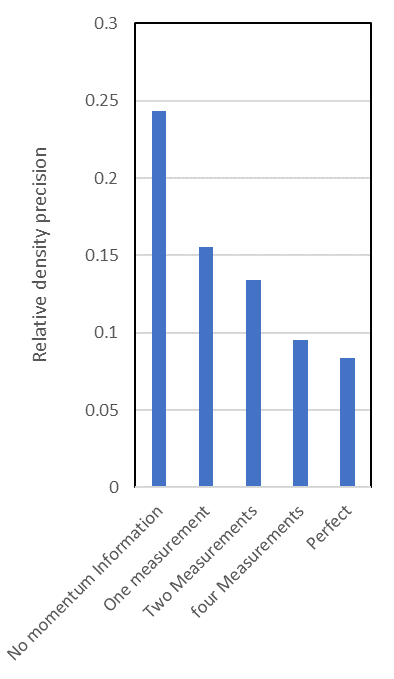 0.3
0.25
0.2
0.15
0.1
0.05
0
Relative density precision
No momentum Information
One measurement
Two Measurements
four Measurements
Perfect